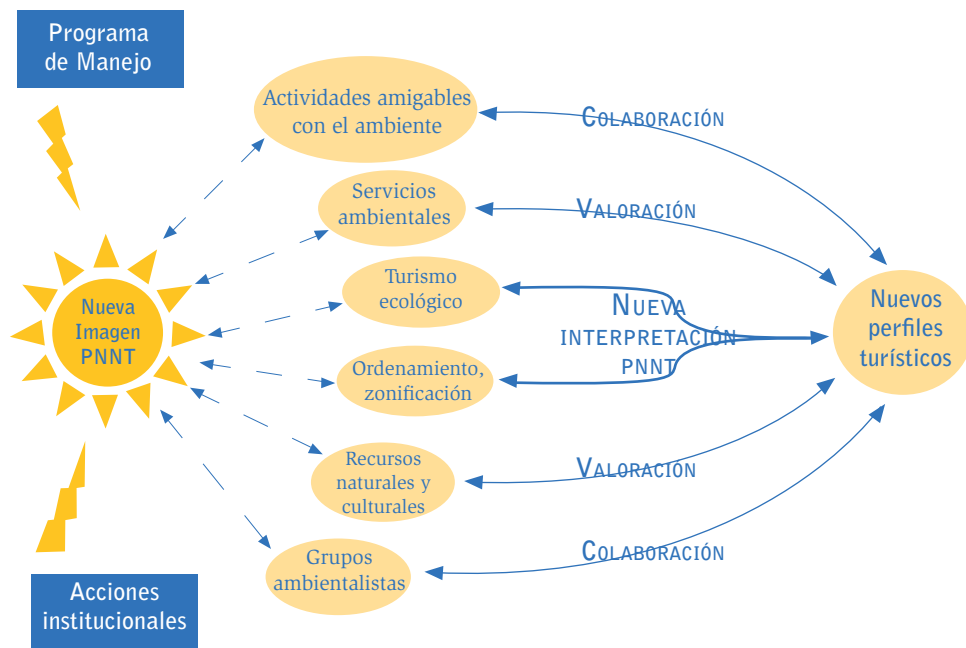 Programa
de Manejo
Actividades amigables
con el ambiente
COLABORACIÓN
Servicios
ambientales
VALORACIÓN
Turismo
ecológico
Nueva
Imagen
PNNT
NUEVA
INTERPRETACIÓN
PNNT
Nuevos
perfiles
turísticos
Ordenamiento,
zonificación
Recursos
naturales y
culturales
VALORACIÓN
Grupos
ambientalistas
COLABORACIÓN
Acciones
institucionales